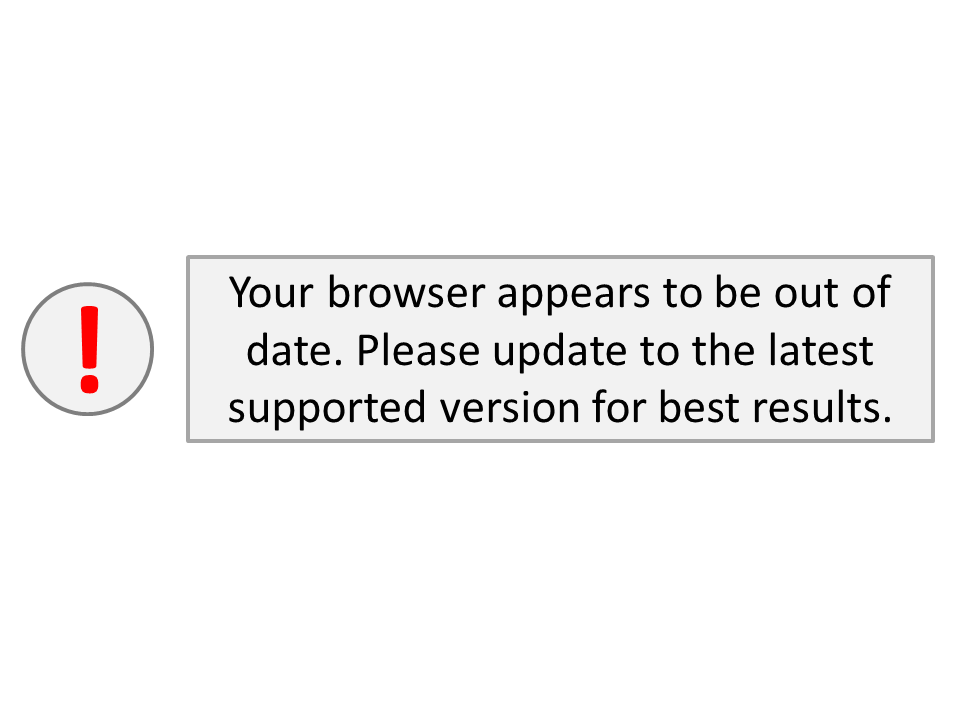 !
Your browser appears to be out of
date. Please update to the latest
supported version for best results.